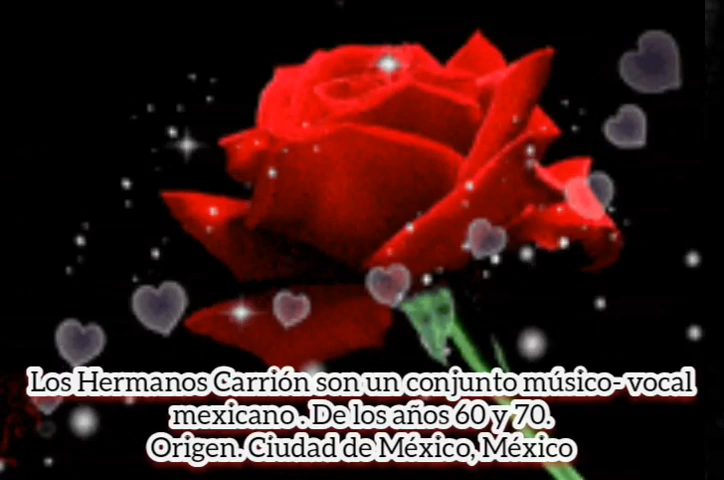 Los Hermanos Carrión son un conjunto músico- vocal
mexicano . De los años 60 y 70.
Origen. Ciudad de México, México